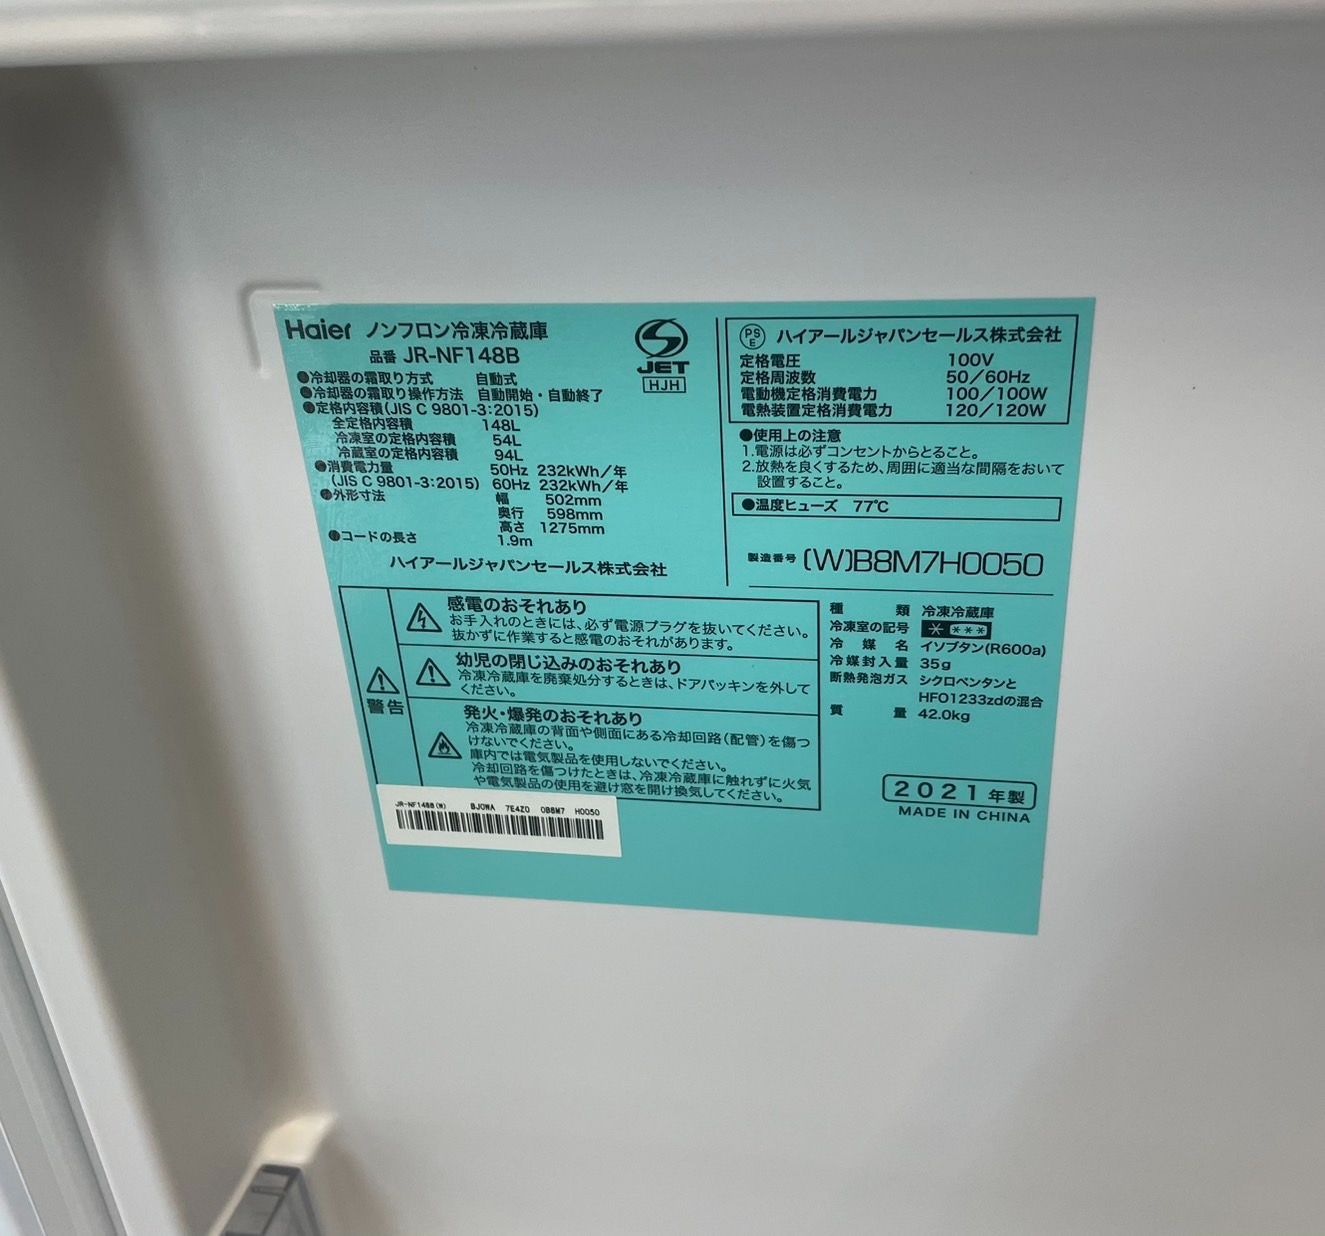 Haier ノンフロン冷凍冷蔵庫
品番 JR-NF148B
●冷却器の霜取り方式 自動式
●冷却器の霜取り操作方法 自動開始・自動終了
●定格内容積(JIS C 9801-3:2015)
全定格内容積 148L
冷凍室の定格内容積 54L
冷蔵室の定格内容積 94L
●消費電力量 50Hz 232kWh/年
(JIS C 9801-3:2015) 60Hz 232kWh/年
●外形寸法 幅 502mm
奥行 598mm
高さ 1275mm
●コードの長さ 1.9m
ハイアールジャパンセールス株式会社
JET
HJH
PSE ハイアールジャパンセールス株式会社
定格電圧 100V
定格周波数 50/60Hz
電動機定格消費電力 100/100W
電熱装置定格消費電力 120/120W
●使用上の注意
1.電源は必ずコンセントからとること。
2.放熱を良くするため、周囲に適当な間隔をおいて
設置すること。
●温度ヒューズ 77℃
製造番号 (W)B8M7H0050
警告
感電のおそれあり
お手入れのときには、必ず電源プラグを抜いてください。
抜かずに作業すると感電のおそれがあります。
幼児の閉じ込みのおそれあり
冷凍冷蔵庫を廃棄処分するときは、ドアパッキンを外して
ください。
発火・爆発のおそれあり
冷凍冷蔵庫の背面や側面にある冷却回路(配管)を傷つ
けないでください。
庫内では電気製品を使用しないでください。
冷却回路を傷つけたときは、冷凍冷蔵庫に触れずに火気
や電気製品の使用を避け窓を開け換気してください。
種類 冷凍冷蔵庫
冷凍室の記号 * ***
冷媒名 イソブタン(R600a)
冷媒封入量 35g
断熱発泡ガス シクロペンタンと
HFO1233zdの混合
質量 42.0kg
2021年製
MADE IN CHINA
JR-NF148B(W) BJ0WA 7E4Z0 0B8M7 H0050